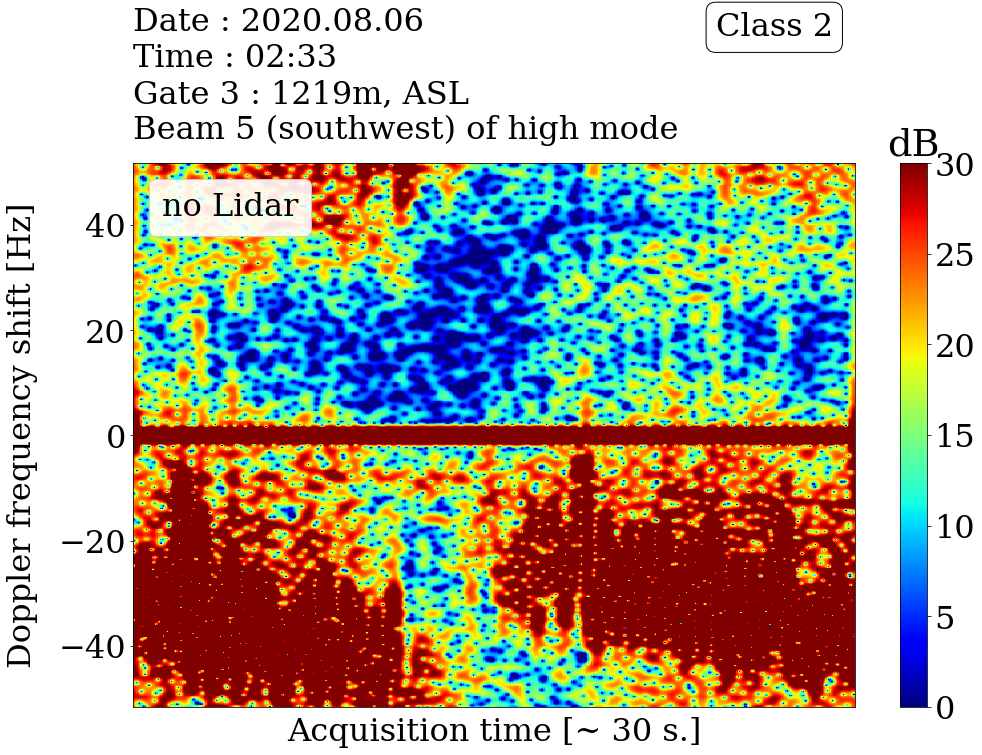 Date : 2020.08.06
Time : 02:33
Gate 3 : 1219m, ASL
Beam 5 (southwest) of high mode
Class 2
dB
no Lidar
Doppler frequency shift [Hz]
40
20
0
−20
−40
30
25
20
15
10
5
0
Acquisition time [~ 30 s.]